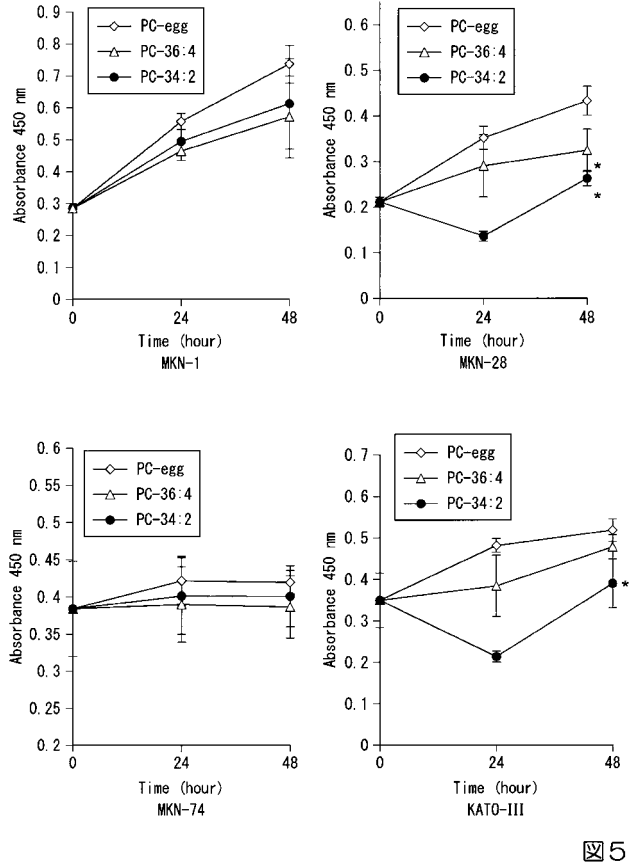 PC-egg
PC-36:4
PC-34:2
0.9
0.8
0.7
0.6
0.5
0.4
0.3
0.2
0.1
0
Absorbance 450 nm
0 24 48
Time (hour)
MKN-1
PC-egg
PC-36:4
PC-34:2
0.6
0.5
0.4
0.3
0.2
0.1
0
Absorbance 450 nm
*
*
0 24 48
Time (hour)
MKN-28
PC-egg
PC-36:4
PC-34:2
0.6
0.55
0.5
0.45
0.4
0.35
0.3
0.25
0.2
Absorbance 450 nm
0 24 48
Time (hour)
MKN-74
PC-egg
PC-36:4
PC-34:2
0.7
0.6
0.5
0.4
0.3
0.2
0.1
0
Absorbance 450 nm
*
0 24 48
Time (hour)
KATO-III
図5